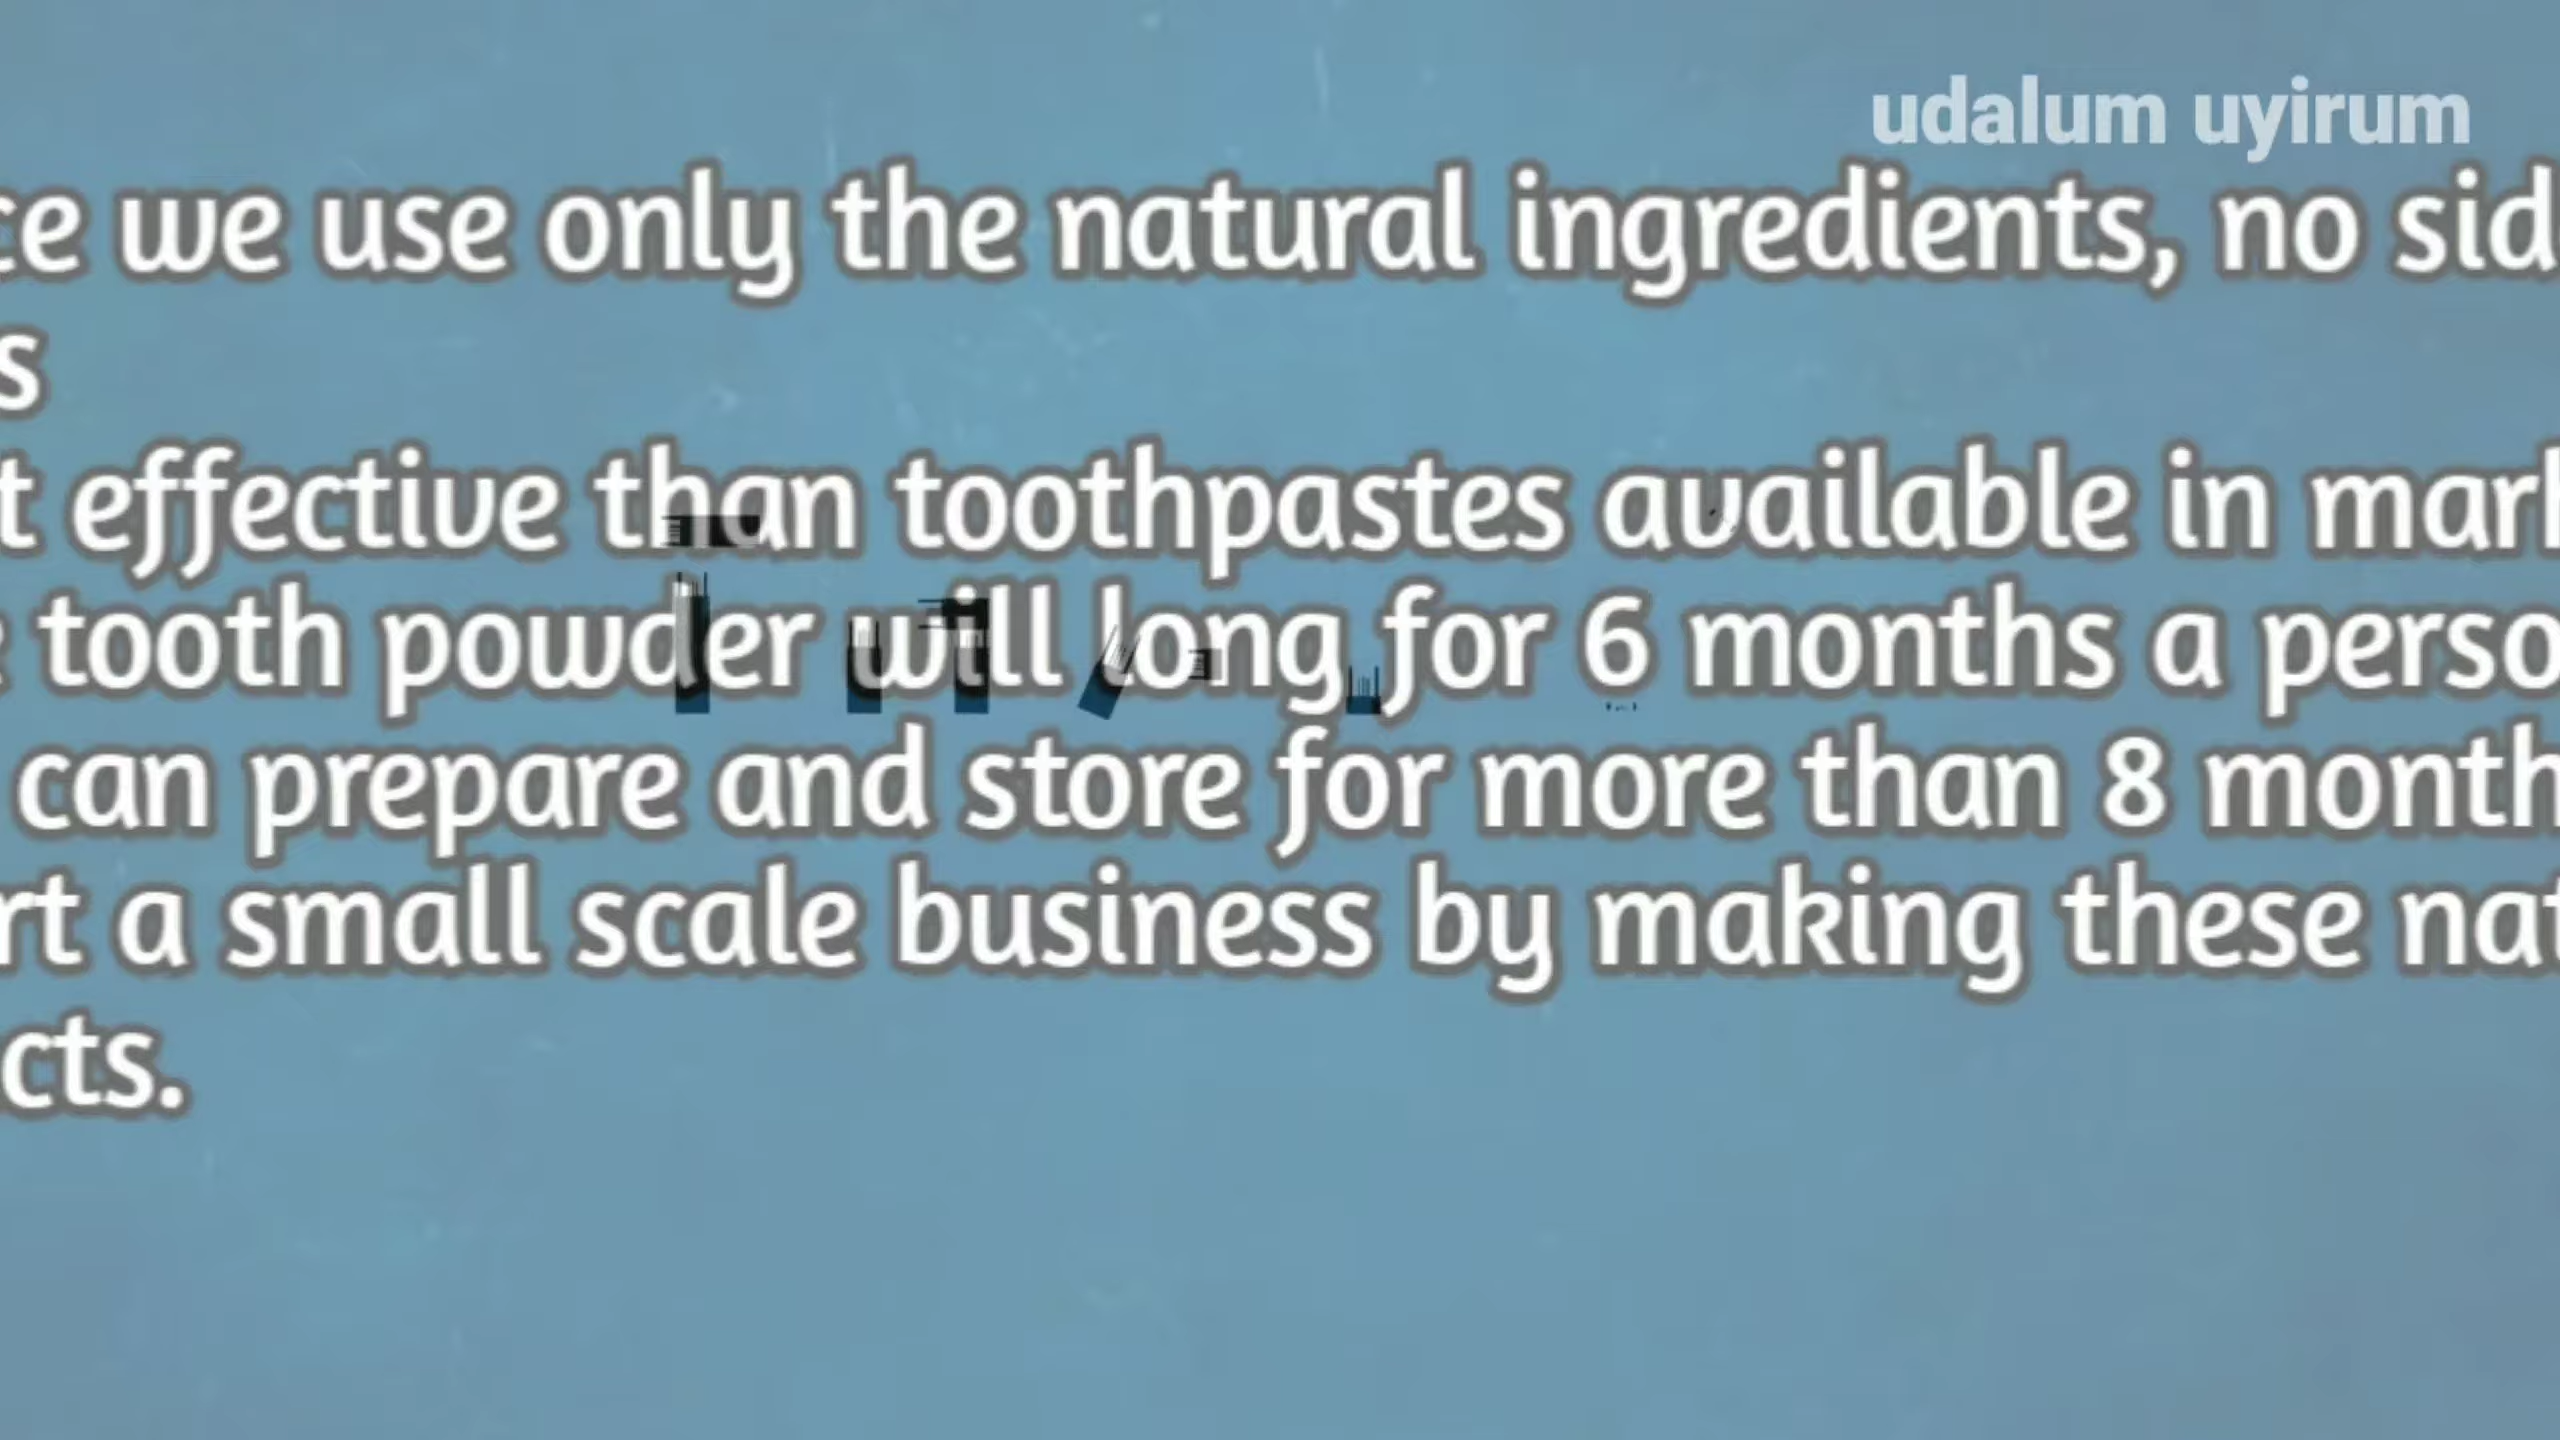 udalum uyirum
ce we use only the natural ingredients, no sid
s
t effective than toothpastes available in mark
tooth powder will long for 6 months a perso
can prepare and store for more than 8 month
rt a small scale business by making these nat
cts.